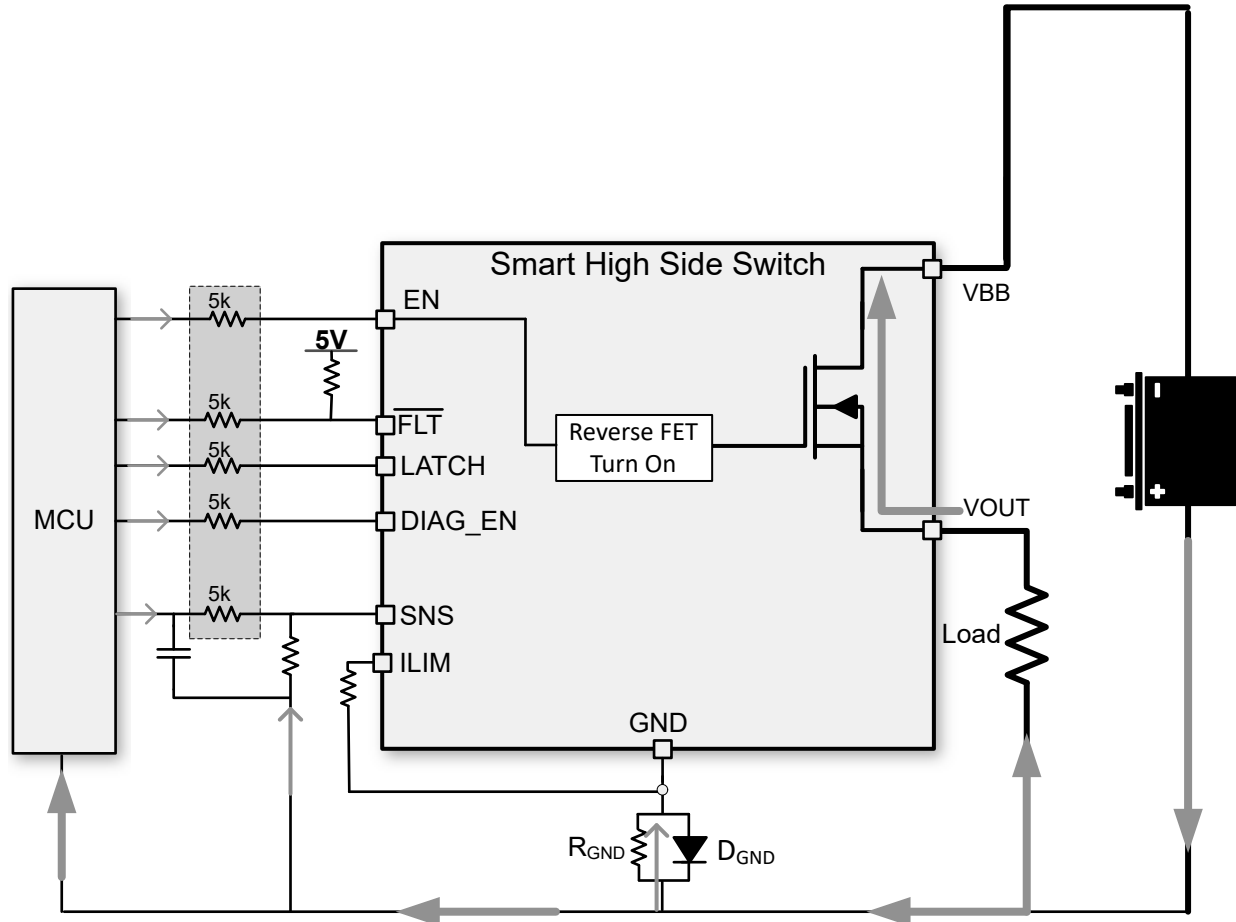 Smart High Side Switch
VBB
5k
EN
5V
5k
FLT
Reverse FET
Turn On
-
5k
LATCH
MCU
5k
DIAG_EN
VOUT
+
5k
SNS
Load
ILIM
GND
RGND
DGND